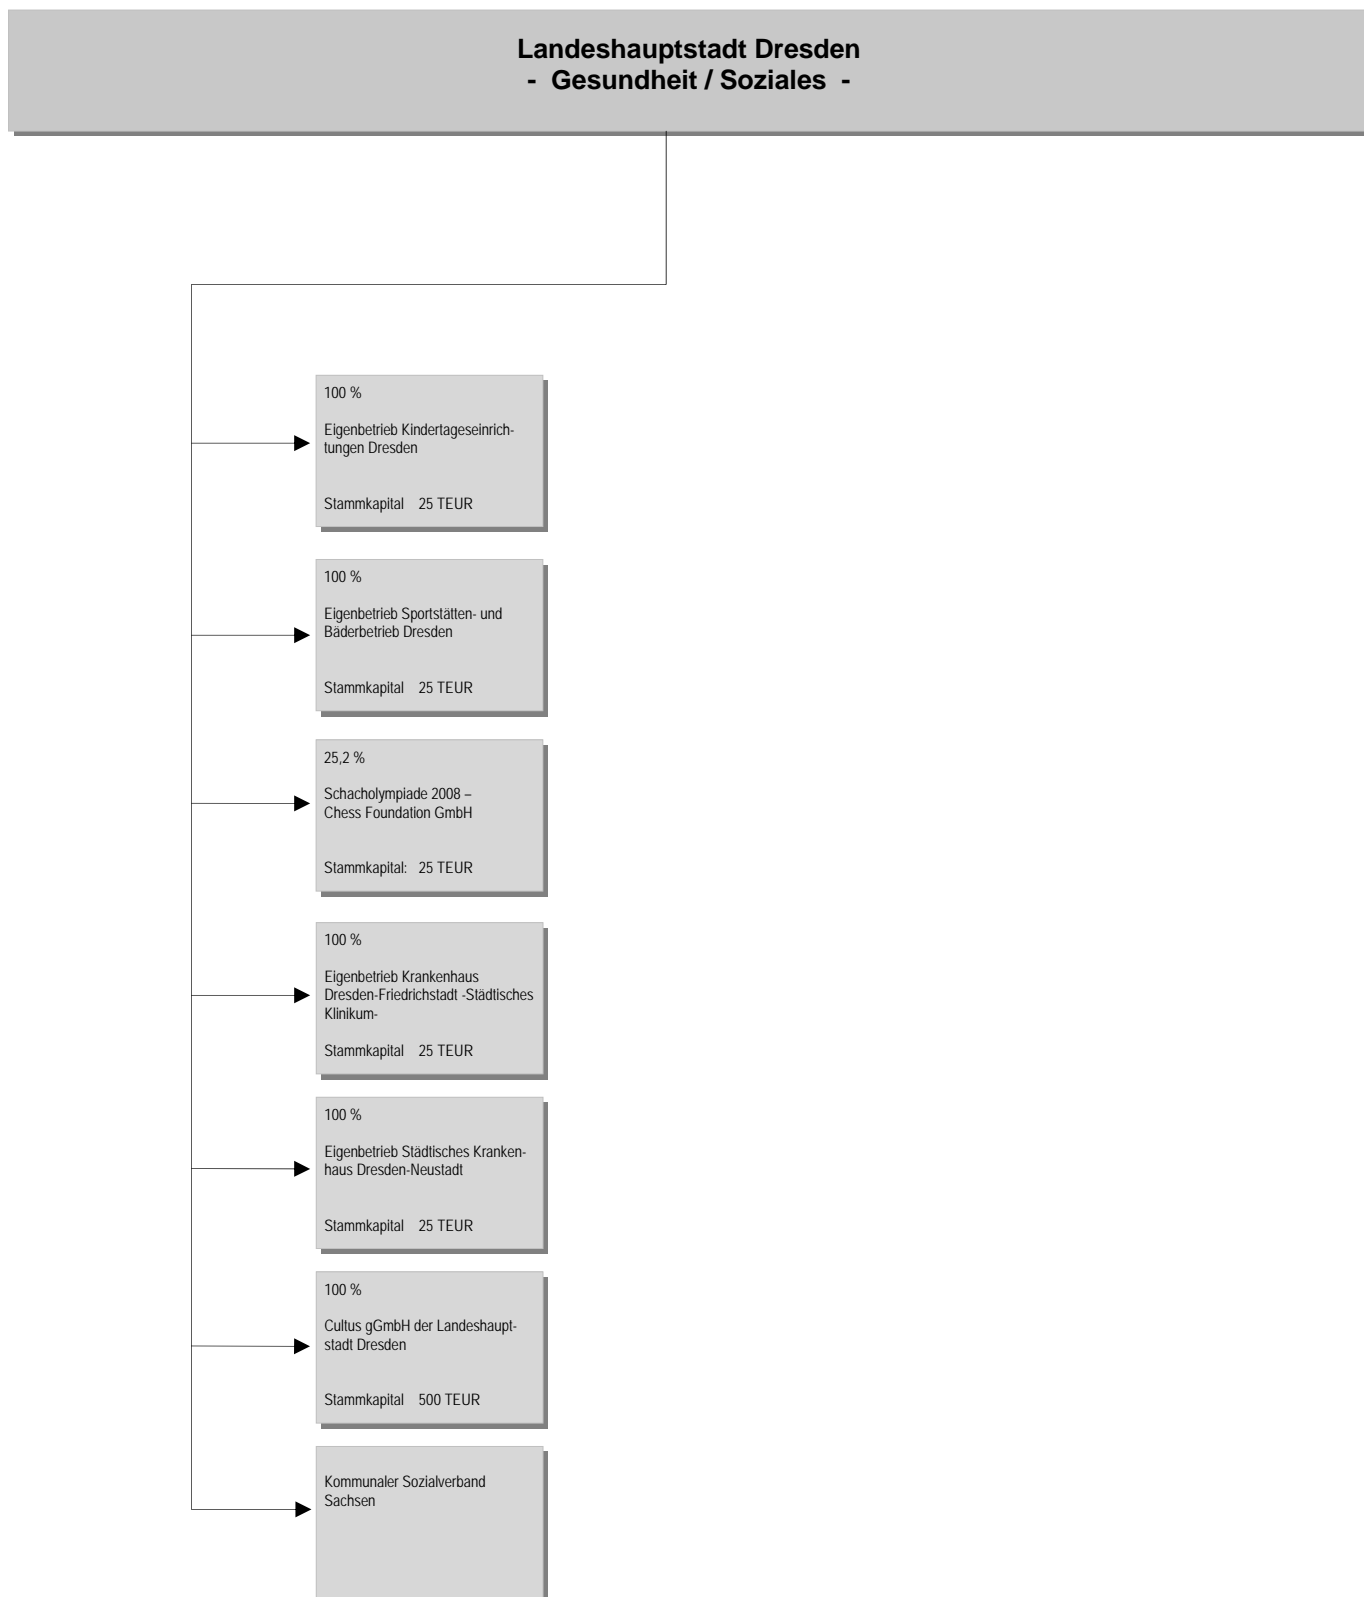 Landeshauptstadt Dresden
- Gesundheit / Soziales -
100 %
Eigenbetrieb Kindertageseinrich-
tungen Dresden
Stammkapital 25 TEUR
100 %
Eigenbetrieb Sportstätten- und
Bäderbetrieb Dresden
Stammkapital 25 TEUR
25,2 %
Schacholympiade 2008 –
Chess Foundation GmbH
Stammkapital: 25 TEUR
100 %
Eigenbetrieb Krankenhaus
Dresden-Friedrichstadt -Städtisches
Klinikum-
Stammkapital 25 TEUR
100 %
Eigenbetrieb Städtisches Kranken-
haus Dresden-Neustadt
Stammkapital 25 TEUR
100 %
Cultus gGmbH der Landeshaupt-
stadt Dresden
Stammkapital 500 TEUR
Kommunaler Sozialverband
Sachsen